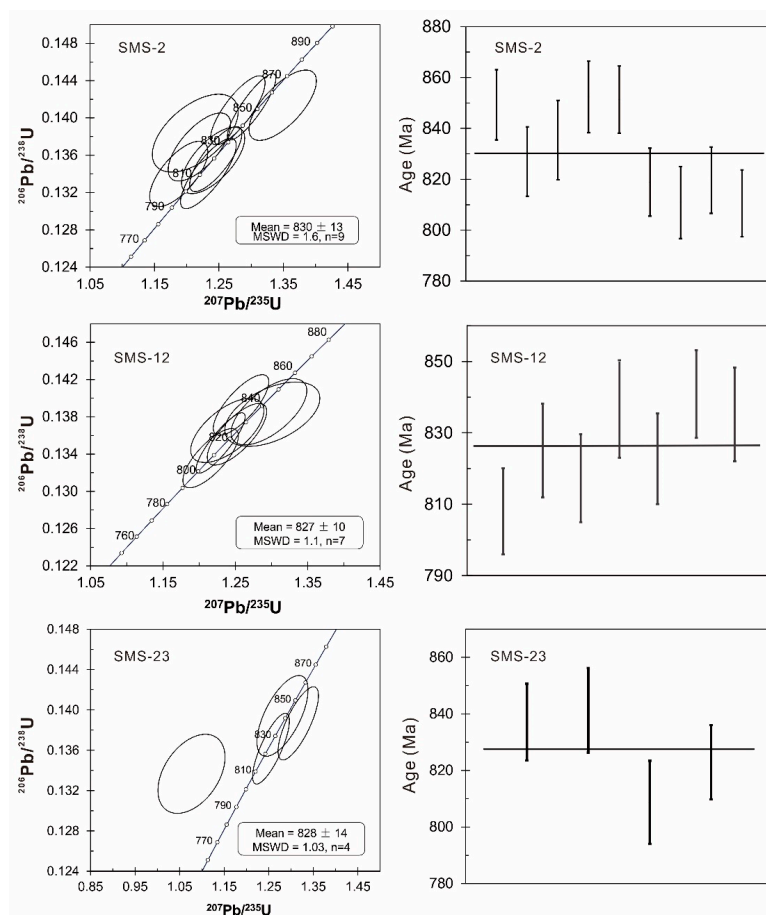 SMS-2
0.148
0.144
0.140
0.136
0.132
0.128
0.124
²⁰⁶Pb/²³⁸U
890
870
850
830
810
790
770
Mean = 830 ± 13
MSWD = 1.6, n=9
1.05 1.15 1.25 1.35 1.45
²⁰⁷Pb/²³⁵U
SMS-2
880
860
840
820
800
780
Age (Ma)
SMS-12
0.146
0.142
0.138
0.134
0.130
0.126
0.122
²⁰⁶Pb/²³⁸U
880
860
840
820
800
780
760
Mean = 827 ± 10
MSWD = 1.1, n=7
1.05 1.15 1.25 1.35 1.45
²⁰⁷Pb/²³⁵U
SMS-12
850
830
810
790
Age (Ma)
SMS-23
0.148
0.144
0.140
0.136
0.132
0.128
0.124
²⁰⁶Pb/²³⁸U
870
850
830
810
790
770
Mean = 828 ± 14
MSWD = 1.03, n=4
0.85 0.95 1.05 1.15 1.25 1.35 1.45
²⁰⁷Pb/²³⁵U
SMS-23
860
840
820
800
780
Age (Ma)